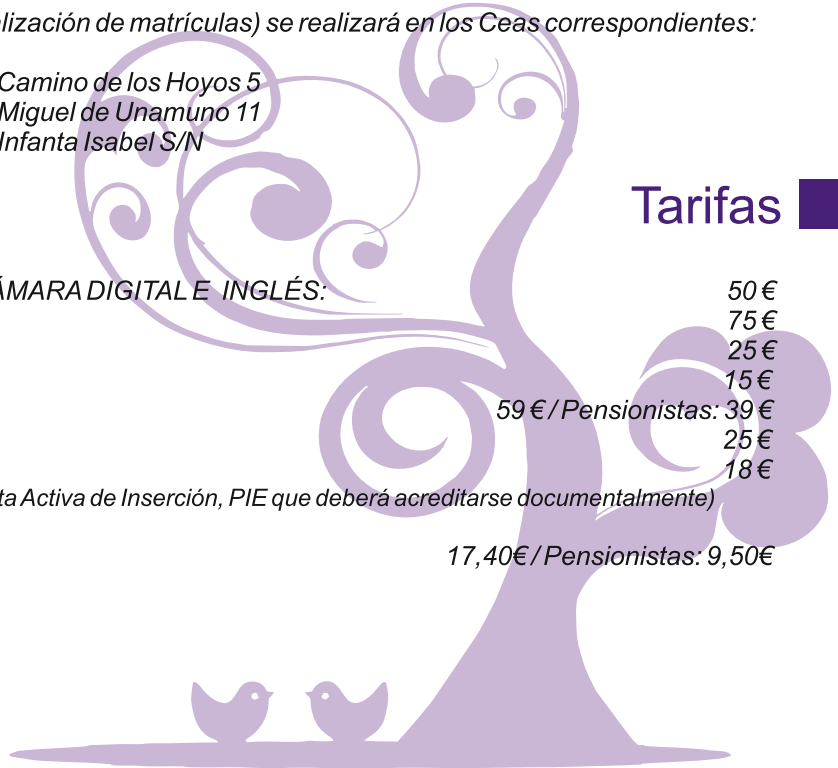 lización de matrículas) se realizará en los Ceas correspondientes:
Camino de los Hoyos 5
Miguel de Unamuno 11
Infanta Isabel S/N
Tarifas
ÁMARA DIGITAL E INGLÉS: 50 €
75 €
25 €
15 €
59 € / Pensionistas: 39 €
25 €
18 €
ta Activa de Inserción, PIE que deberá acreditarse documentalmente)
17,40€ / Pensionistas: 9,50€